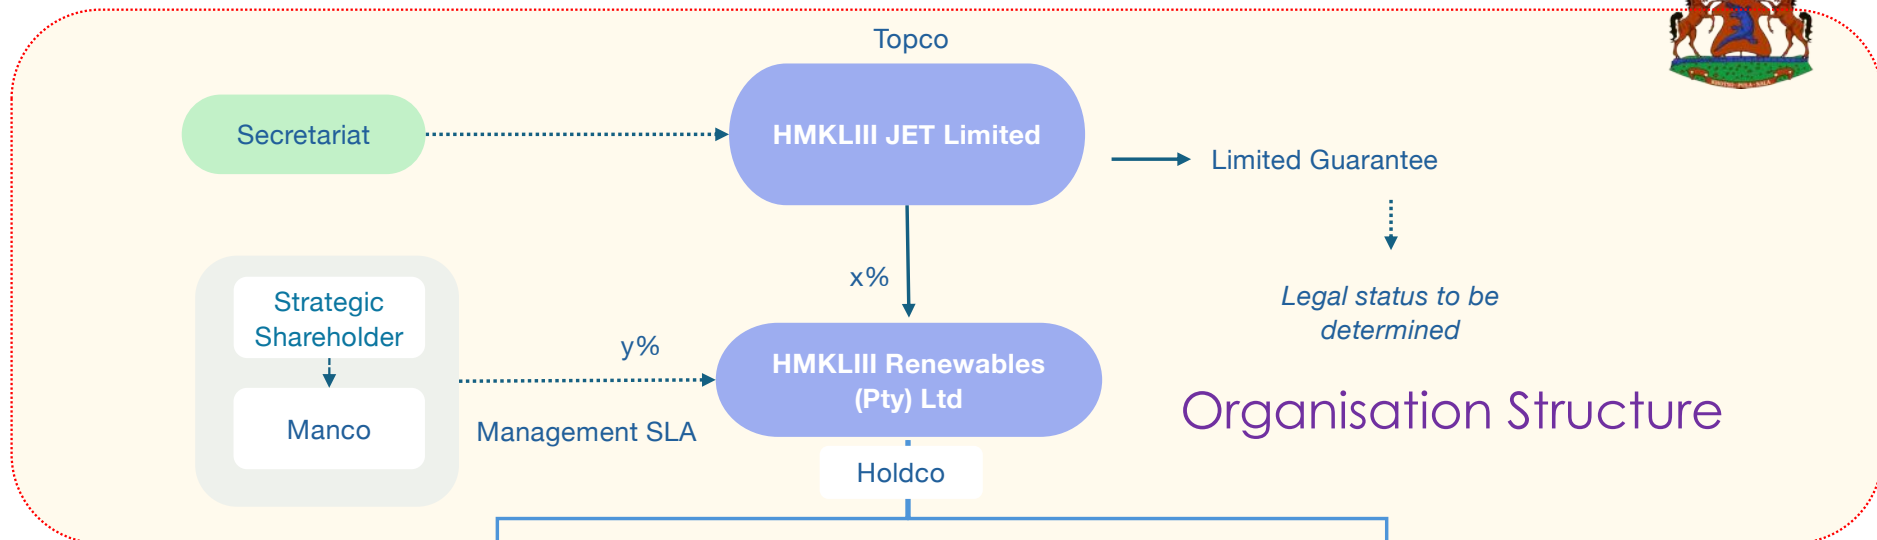 Topco
Secretariat
HMKLIII JET Limited
Limited Guarantee
Strategic
Shareholder
x%
Legal status to be
determined
y%
HMKLIII Renewables
(Pty) Ltd
Manco
Management SLA
Organisation Structure
Holdco